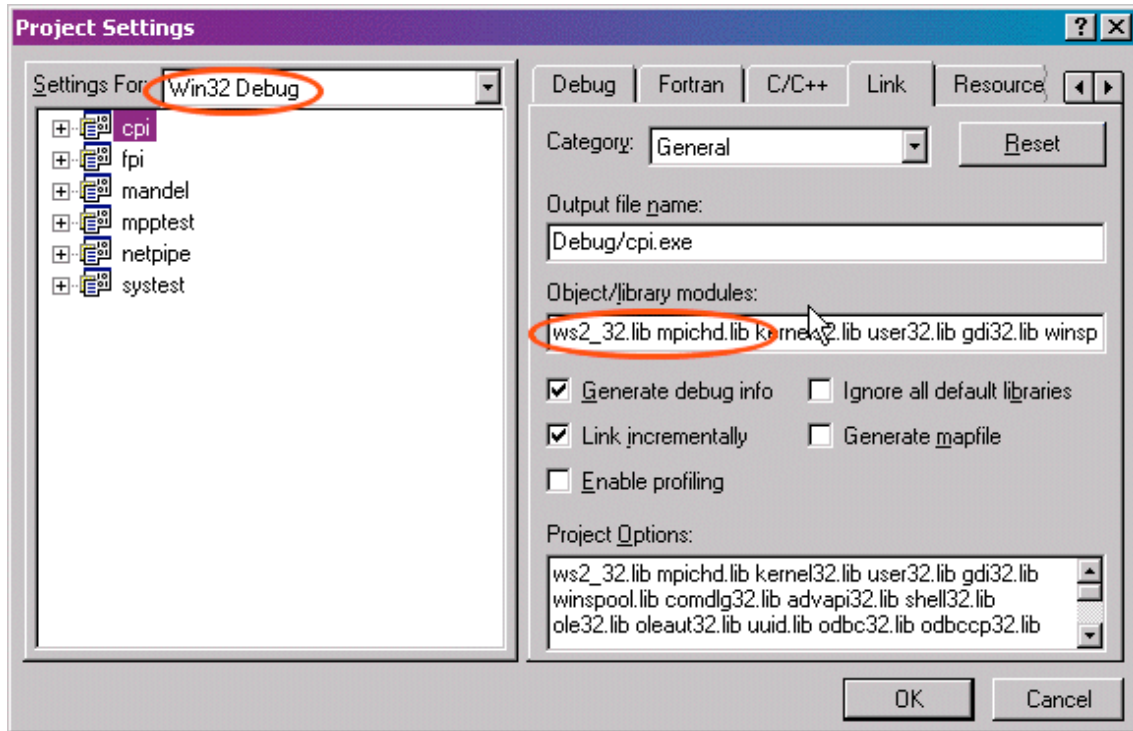 Project Settings
Settings For: Win32 Debug
cpi
fpi
mandel
mpptest
netpipe
systest
Debug Fortran C/C++ Link Resource
Category: General Reset
Output file name:
Debug/cpi.exe
Object/library modules:
ws2_32.lib mpichd.lib kernel32.lib user32.lib gdi32.lib winsp
Generate debug info Ignore all default libraries
Link incrementally Generate mapfile
Enable profiling
Project Options:
ws2_32.lib mpichd.lib kernel32.lib user32.lib gdi32.lib
winspool.lib comdlg32.lib advapi32.lib shell32.lib
ole32.lib oleaut32.lib uuid.lib odbc32.lib odbccp32.lib
OK Cancel